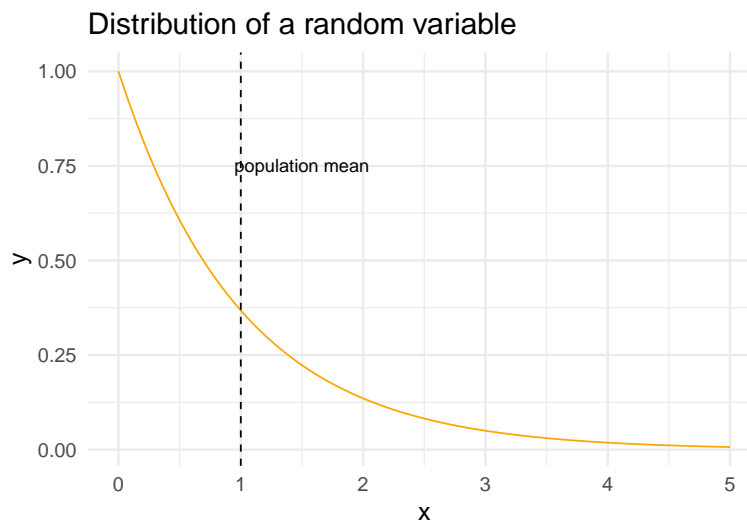 Distribution of a random variable
1.00
0.75
0.50
0.25
0.00
y
population mean
0 1 2 3 4 5
x